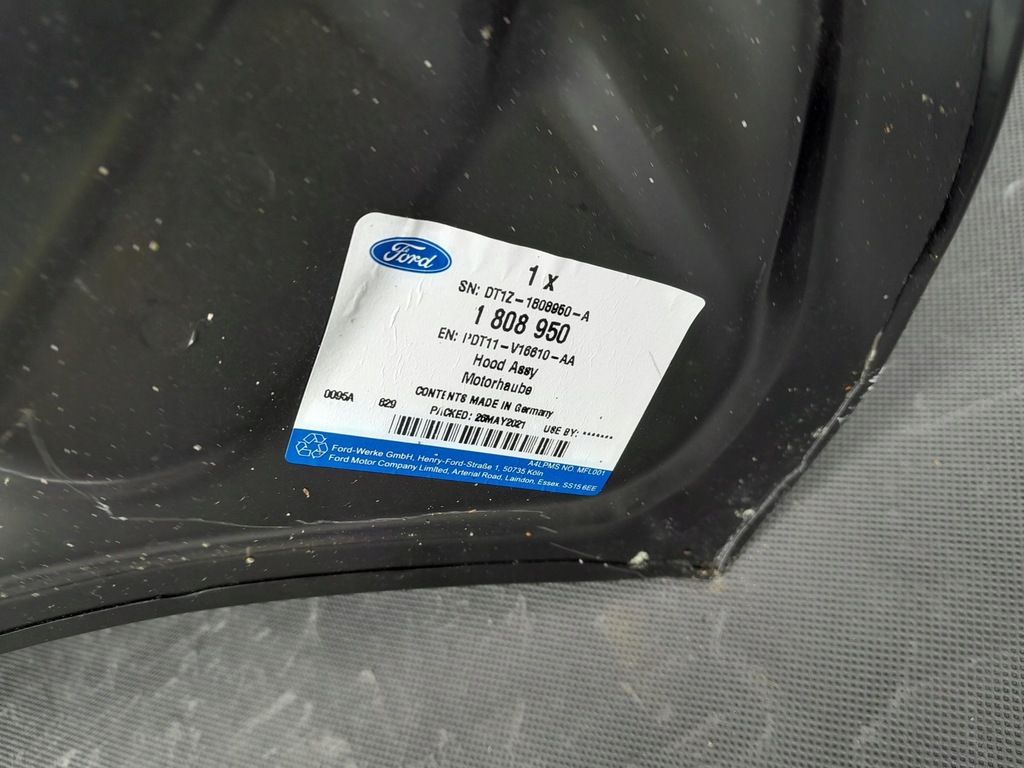 Ford
1 x
SN: DT1Z-1808950-A
1 808 950
EN: PDT11-V16610-AA
Hood Assy
Motorhaube
CONTENTS MADE IN Germany
0095A 829 PACKED: 26MAY2021 USE BY: *******
A4LPMS NO. MFL001
Ford-Werke GmbH, Henry-Ford-Straße 1, 50735 Köln
Ford Motor Company Limited, Arterial Road, Laindon, Essex SS15 6EE